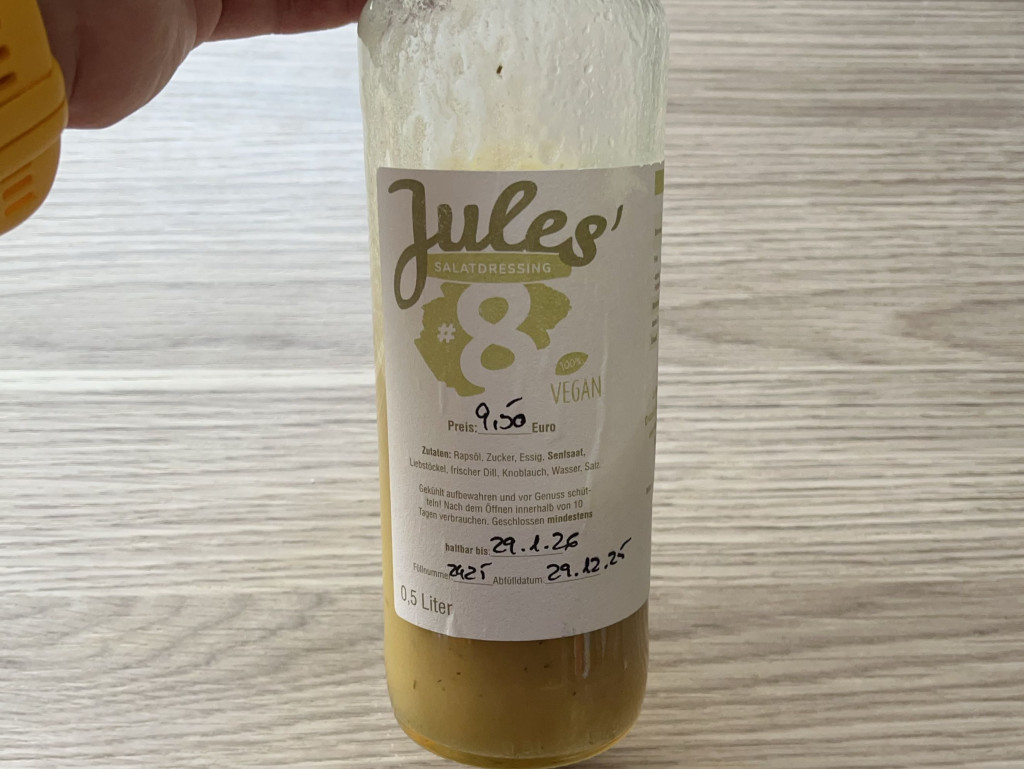 Jules'
SALATDRESSING
#8
100%
VEGAN
Preis: 9,50 Euro
Zutaten: Rapsöl, Zucker, Essig, Senfsaat,
Liebstöckel, frischer Dill, Knoblauch, Wasser, Salz.
Gekühlt aufbewahren und vor Genuss schüt-
teln! Nach dem Öffnen innerhalb von 10
Tagen verbrauchen. Geschlossen mindestens
haltbar bis: 29.1.26
Füllnummer 2425 Abfülldatum: 29.12.25
0,5 Liter